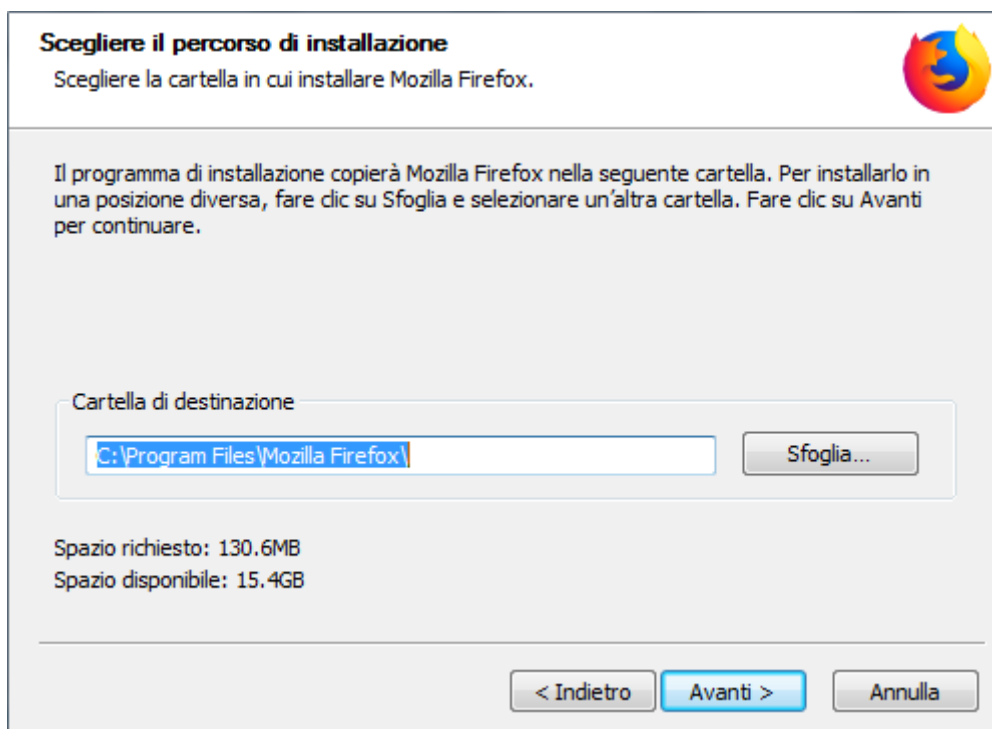 Scegliere il percorso di installazione
Scegliere la cartella in cui installare Mozilla Firefox.
Il programma di installazione copierà Mozilla Firefox nella seguente cartella. Per installarlo in
una posizione diversa, fare clic su Sfoglia e selezionare un'altra cartella. Fare clic su Avanti
per continuare.
Cartella di destinazione
C:\Program Files\Mozilla Firefox\
Sfoglia...
Spazio richiesto: 130.6MB
Spazio disponibile: 15.4GB
< Indietro
Avanti >
Annulla